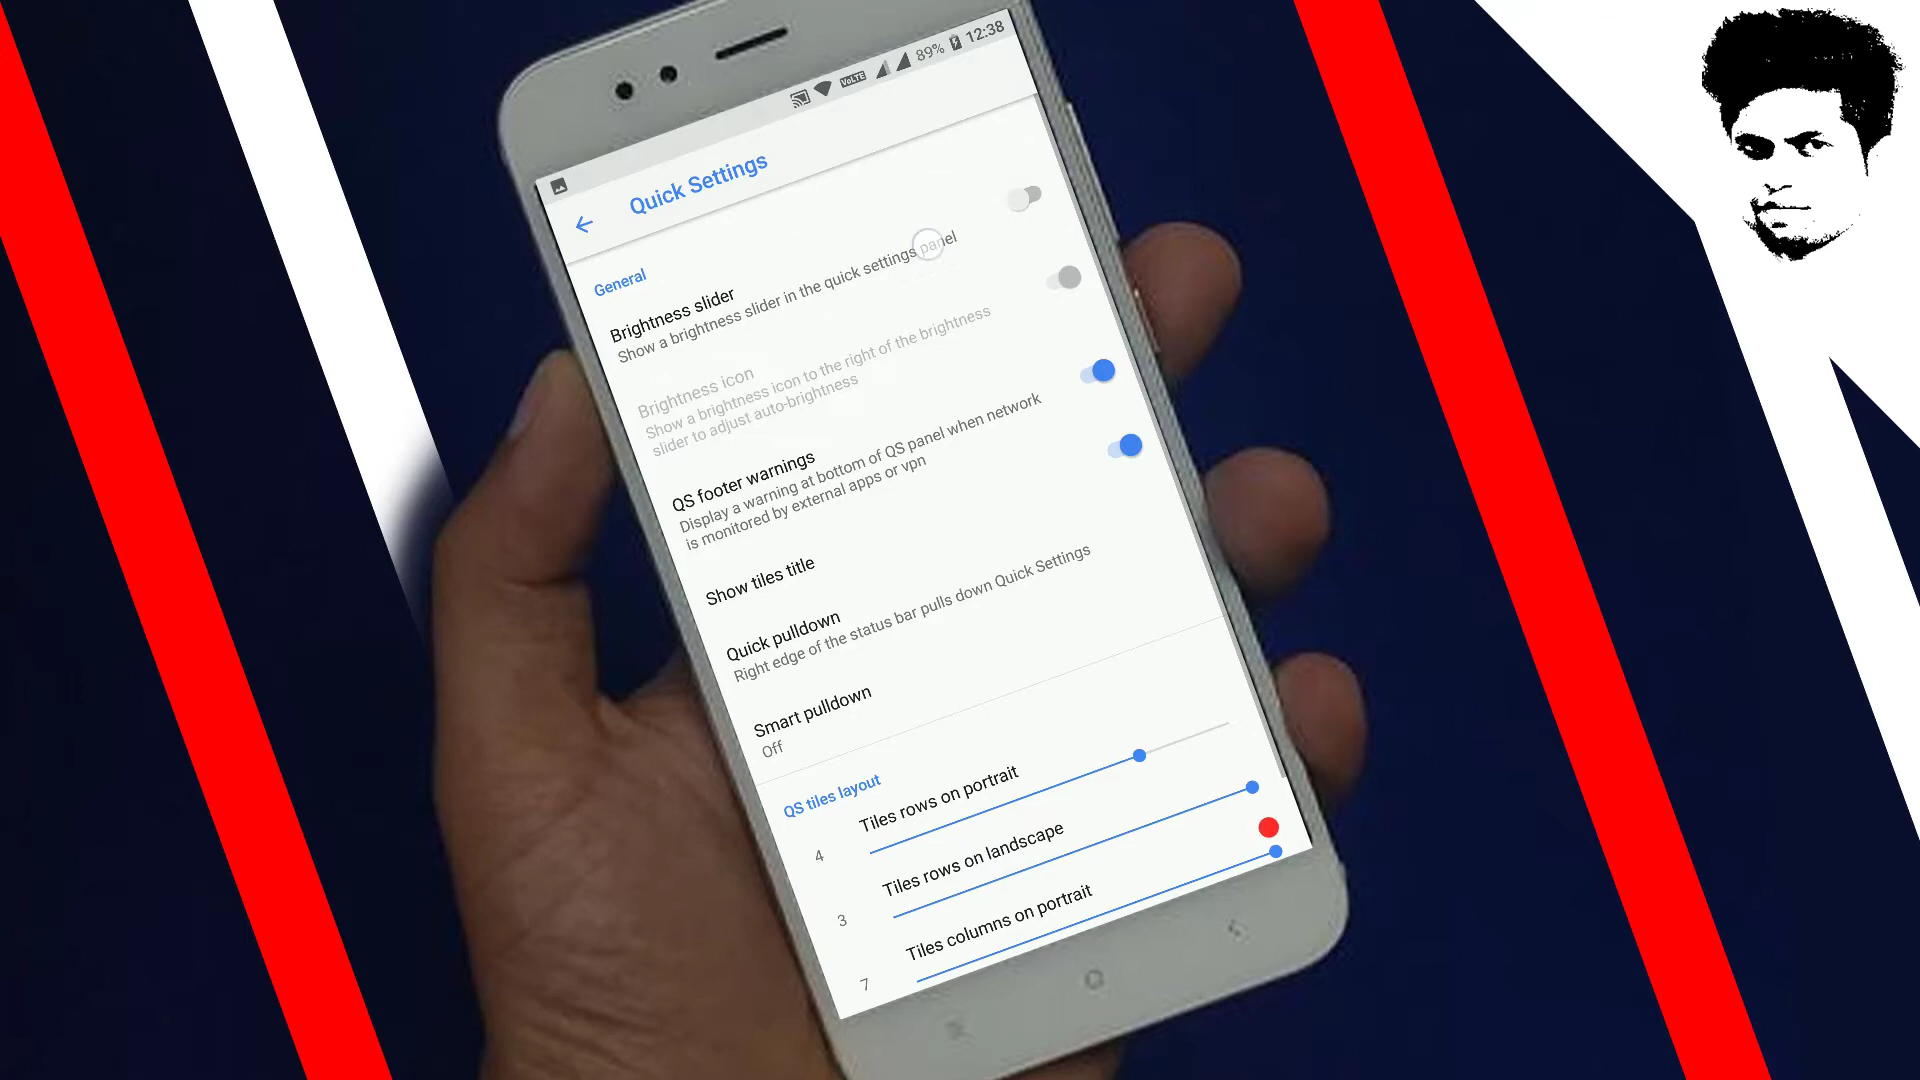 VoLTE 89% 12:38
Quick Settings
General
Brightness slider
Show a brightness slider in the quick settings panel
Brightness icon
Show a brightness icon to the right of the brightness
slider to adjust auto-brightness
QS footer warnings
Display a warning at bottom of QS panel when network
is monitored by external apps or vpn
Show tiles title
Quick pulldown
Right edge of the status bar pulls down Quick Settings
Smart pulldown
Off
QS tiles layout
Tiles rows on portrait
4
Tiles rows on landscape
3
Tiles columns on portrait
7